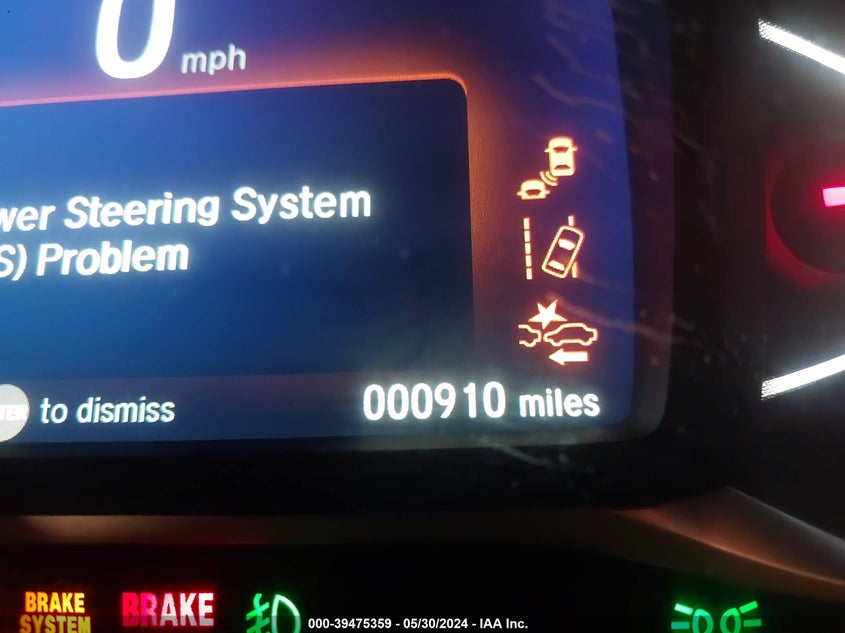 0 mph
wer Steering System
S) Problem
to dismiss
000910 miles
BRAKE
SYSTEM
BRAKE
000-39475359 - 05/30/2024 - IAA Inc.